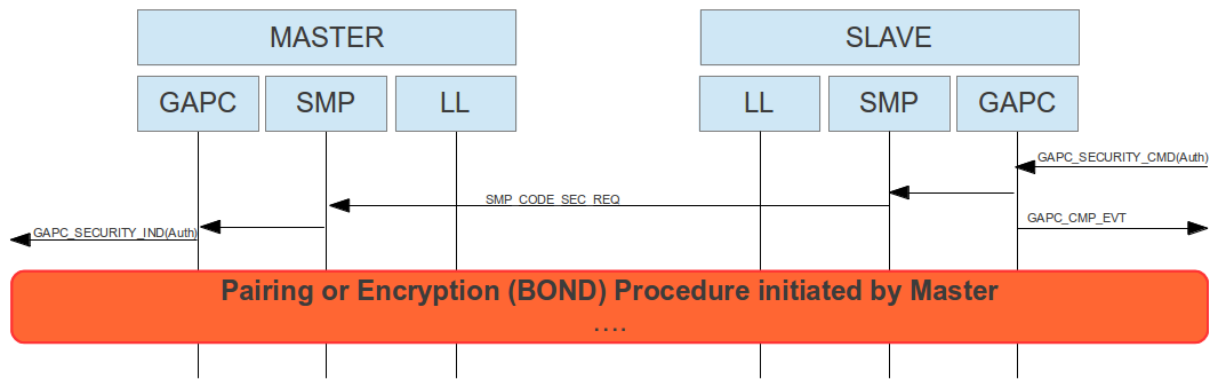 MASTER SLAVE
GAPC SMP LL LL SMP GAPC
GAPC_SECURITY_CMD(Auth)
SMP_CODE_SEC_REQ
GAPC_CMP_EVT
GAPC_SECURITY_IND(Auth)
Pairing or Encryption (BOND) Procedure initiated by Master
....